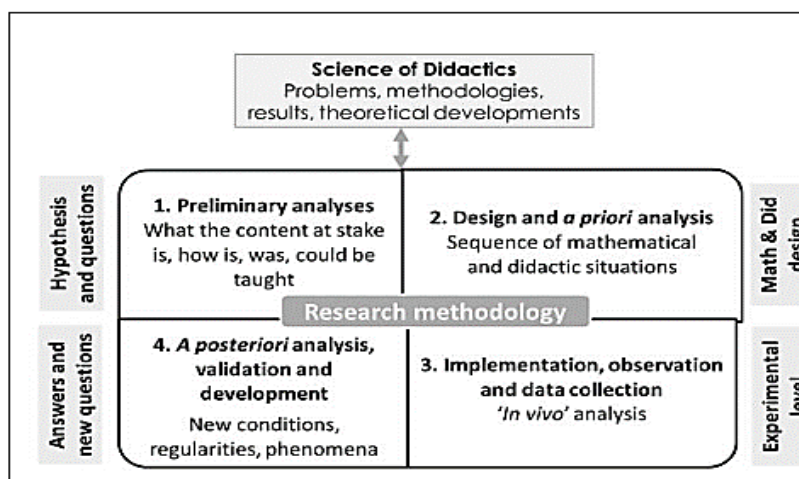 Science of Didactics
Problems, methodologies,
results, theoretical developments
Hypothesis
and questions
1. Preliminary analyses
What the content at stake
is, how is, was, could be
taught
2. Design and a priori analysis
Sequence of mathematical
and didactic situations
Math & Did
design
Research methodology
Answers and
new questions
4. A posteriori analysis,
validation and
development
New conditions,
regularities, phenomena
3. Implementation, observation
and data collection
'In vivo' analysis
Experimental
level